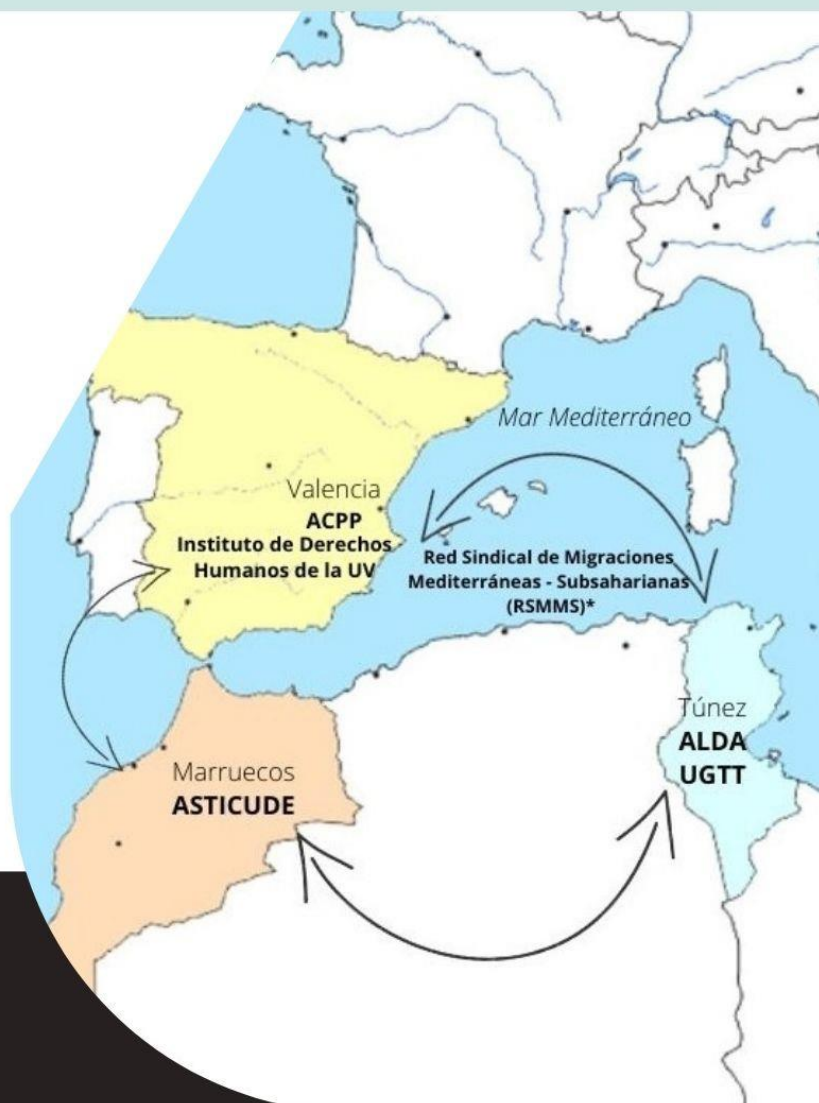 Mar Mediterráneo
Valencia
ACPP
Instituto de Derechos
Humanos de la UV
Red Sindical de Migraciones
Mediterráneas - Subsaharianas
(RSMMS)*
Túnez
ALDA
UGTT
Marruecos
ASTICUDE